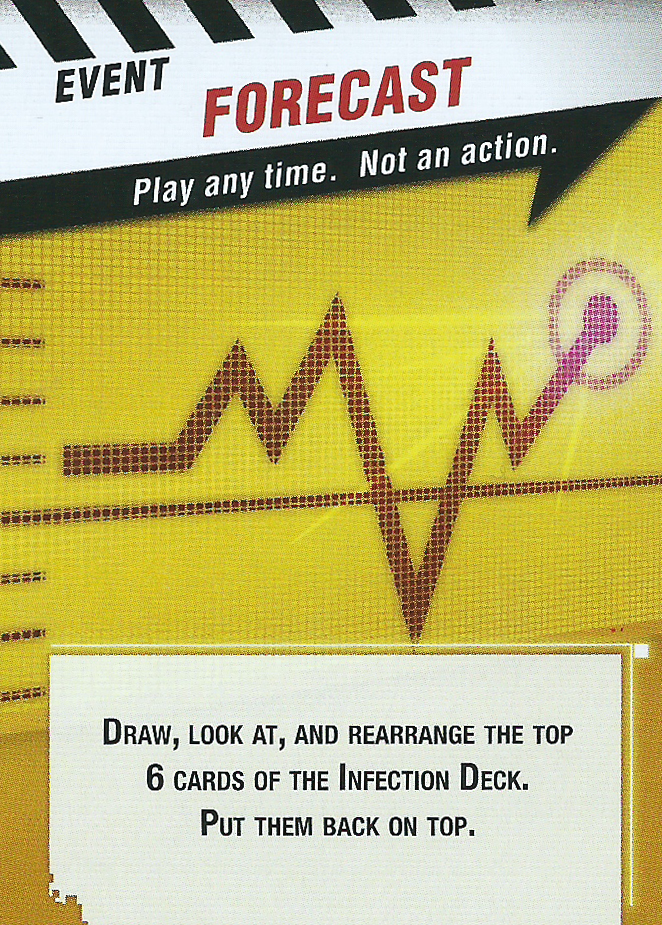 EVENT
FORECAST
Play any time. Not an action.
DRAW, LOOK AT, AND REARRANGE THE TOP
6 CARDS OF THE INFECTION DECK.
PUT THEM BACK ON TOP.